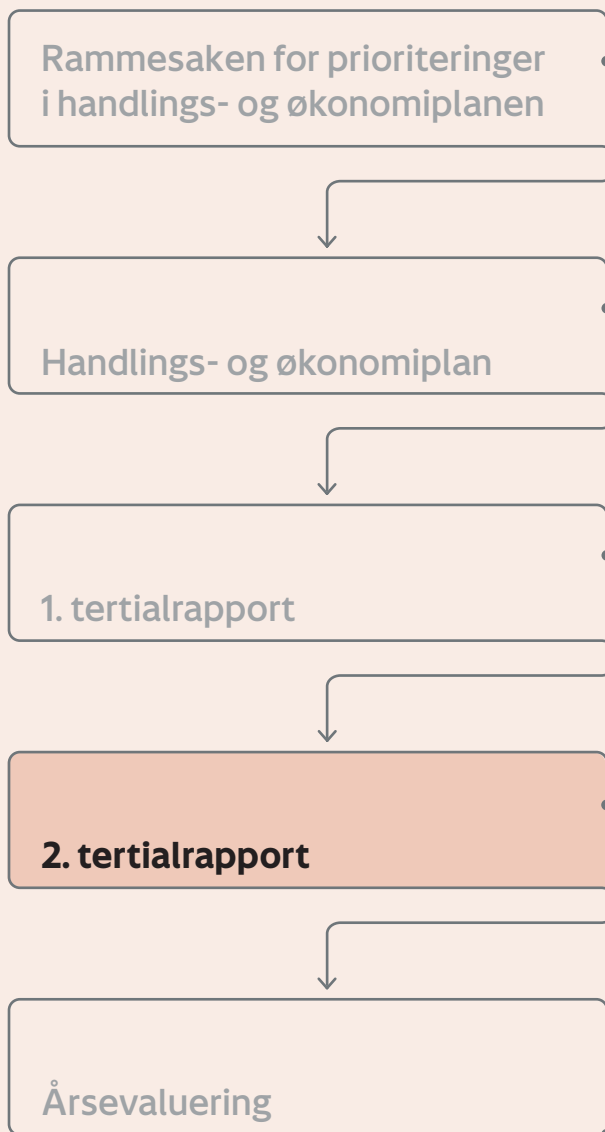 Rammesaken for prioriteringer
i handlings- og økonomiplanen
Handlings- og økonomiplan
1. tertialrapport
2. tertialrapport
Årsevaluering